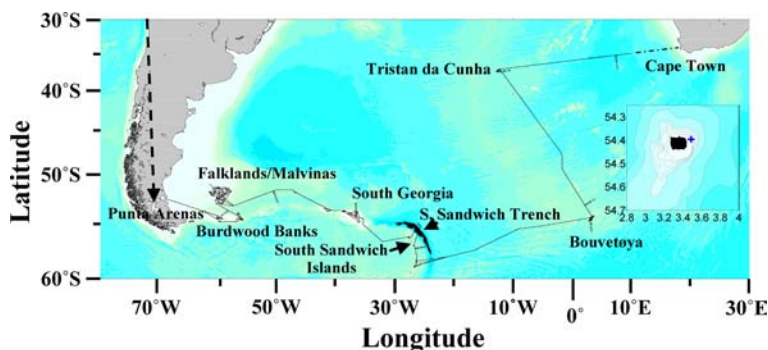 30°S
40°S
50°S
60°S
Latitude
Tristan da Cunha
Cape Town
54.3
54.4
54.5
54.6
54.7
2.8 3 3.2 3.4 3.6 3.8 4
Falklands/Malvinas
South Georgia
S. Sandwich Trench
Punta Arenas
Burdwood Banks
South Sandwich
Islands
Bouvetøya
70°W 50°W 30°W 10°W 0° 10°E 30°E
Longitude